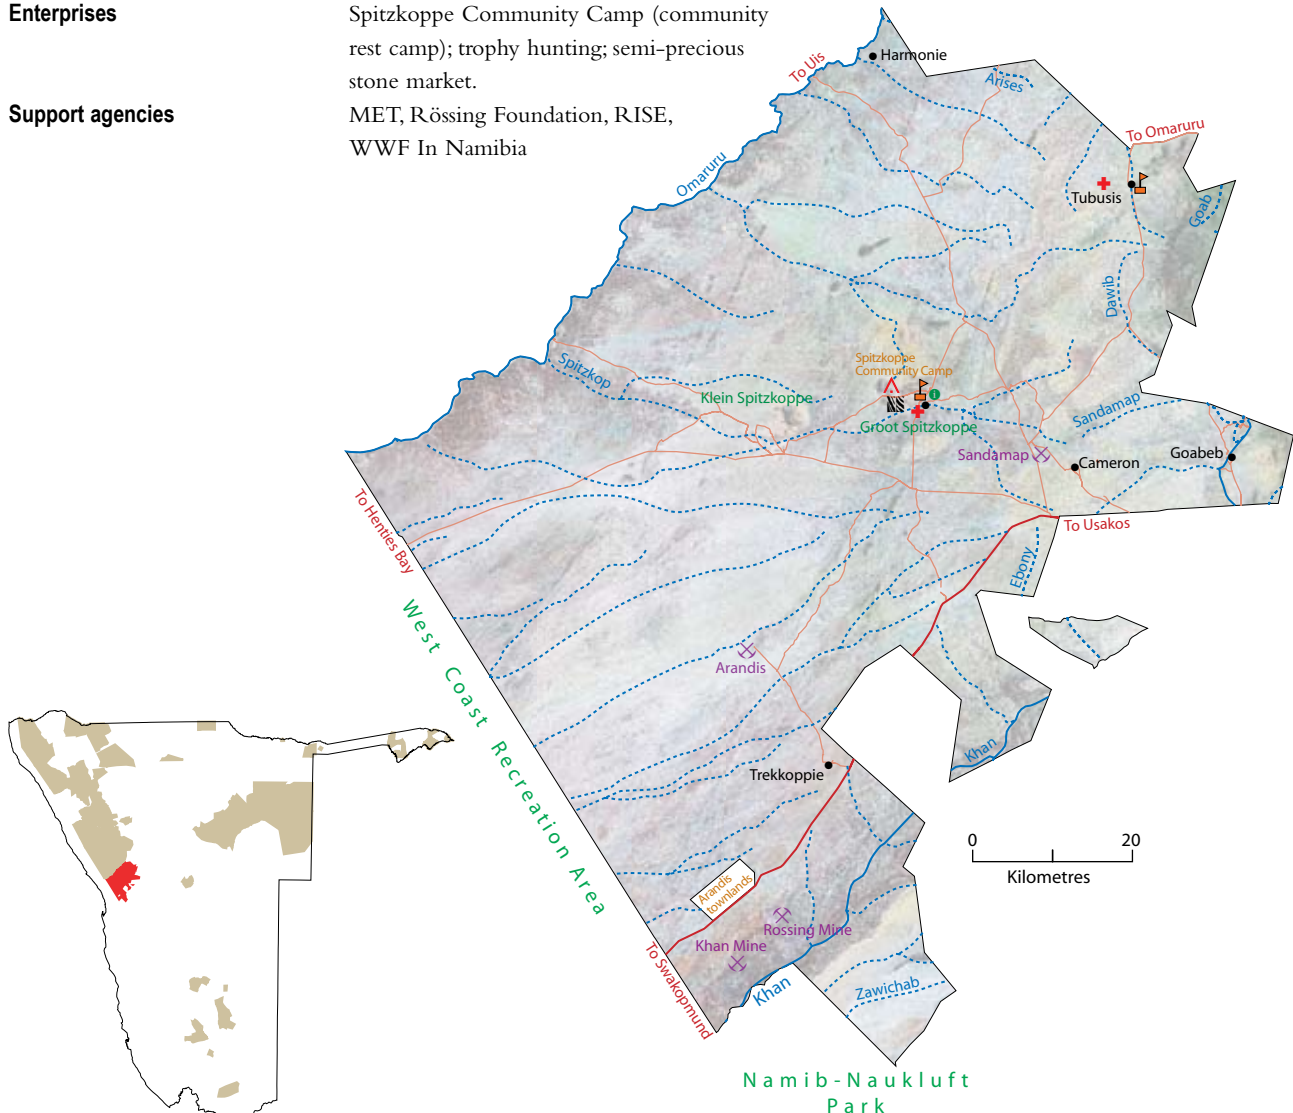 Enterprises
Spitzkoppe Community Camp (community
rest camp); trophy hunting; semi-precious
stone market.
Support agencies
MET, Rössing Foundation, RISE,
WWF In Namibia
To Uis
Harmonie
Arises
To Omaruru
Omaruru
Tubusis
Goab
Dawib
Spitzkop
Spitzkoppe
Community Camp
i
Klein Spitzkoppe
Groot Spitzkoppe
Sandamap
Sandamap
Cameron
Goabeb
To Henties Bay
To Usakos
Ebony
West Coast Recreation Area
Arandis
Khan
Trekkoppie
0 20
Kilometres
Arandis
townlands
Rossing Mine
Khan Mine
To Swakopmund
Khan
Zawichab
Namib-Naukluft
Park